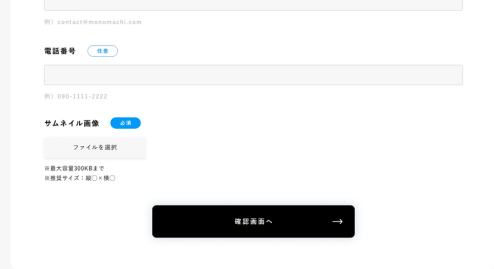 例）contact@monomachi.com
電話番号 任意
例）090-1111-2222
サムネイル画像 必須
ファイルを選択
※最大容量300KBまで
※推奨サイズ：縦◯×横◯
確認画面へ